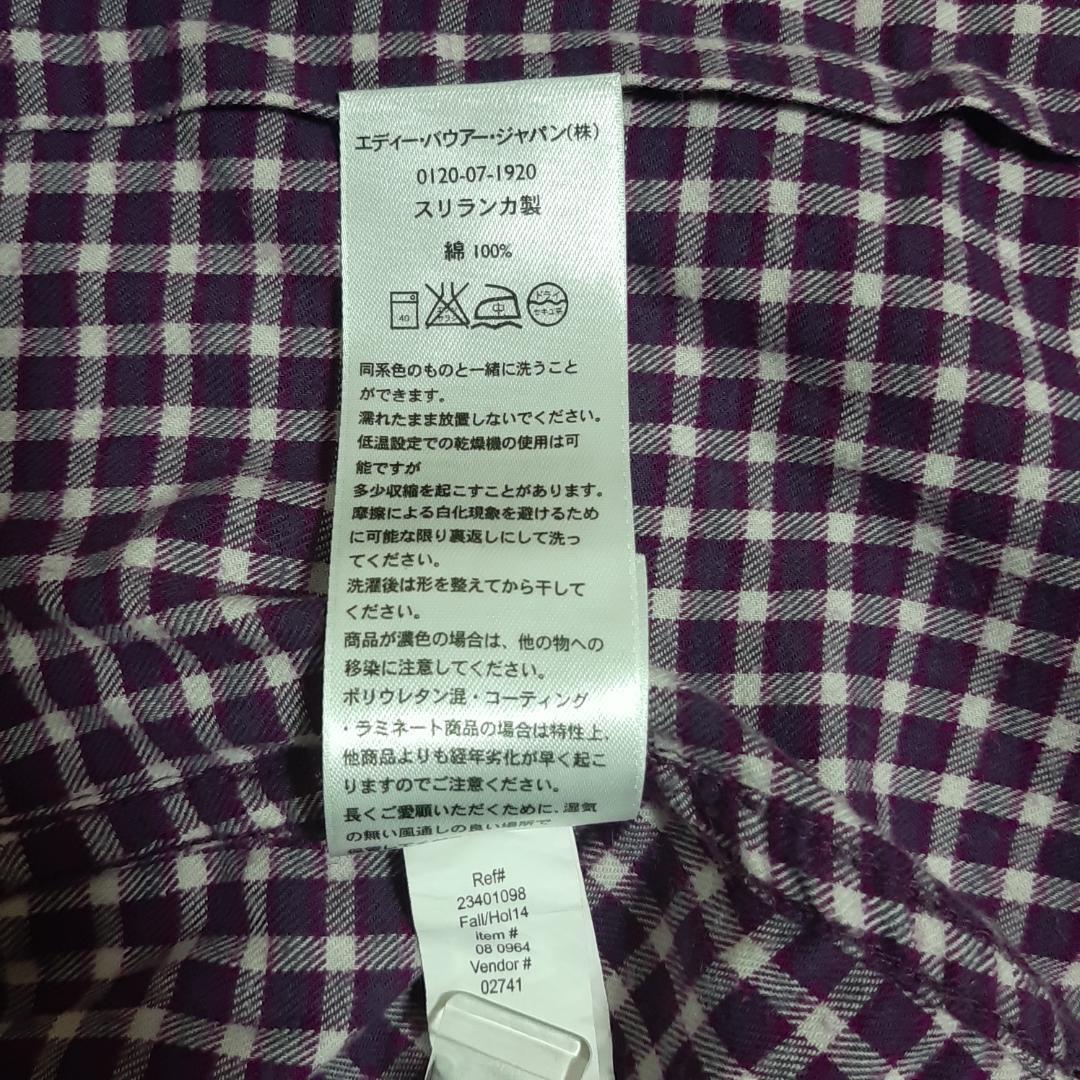 エディー・バウアー・ジャパン(株)
0120-07-1920
スリランカ製
綿 100%
40
中
ドライ
セキユ系
同系色のものと一緒に洗うこと
ができます。
濡れたまま放置しないでください。
低温設定での乾燥機の使用は可
能ですが
多少収縮を起こすことがあります。
摩擦による白化現象を避けるため
に可能な限り裏返しにして洗っ
てください。
洗濯後は形を整えてから干して
ください。
商品が濃色の場合は、他の物への
移染に注意してください。
ポリウレタン混・コーティング
・ラミネート商品の場合は特性上、
他商品よりも経年劣化が早く起こ
りますのでご注意ください。
長くご愛顧いただくために、湿気
の無い風通しの良い場所で
Ref#
23401098
Fall/Hol14
item #
08 0964
Vendor #
02741